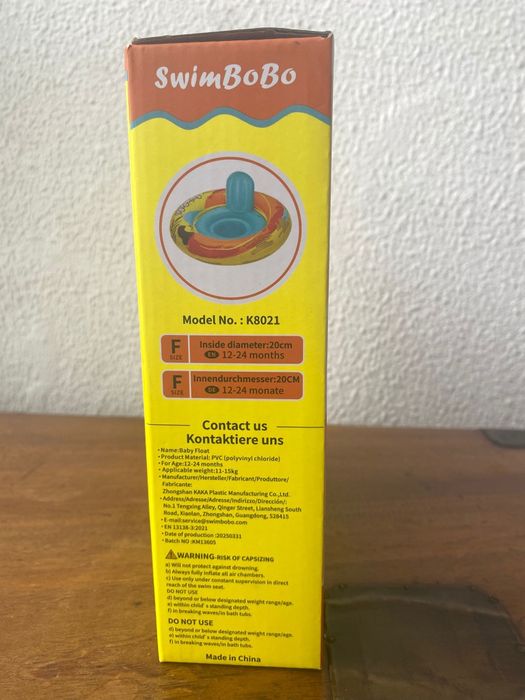 SwimBoBo
Model No. : K8021
F
SIZE
Inside diameter:20cm
EN 12-24 months
F
SIZE
Innendurchmesser:20CM
DE 12-24 monate
Contact us
Kontaktiere uns
•Name:Baby Float
•Product Material: PVC (polyvinyl chloride)
•For Age:12-24 months
•Applicable weight:11-15kg
•Manufacturer/Hersteller/Fabricant/Produttore/
Fabricante:
Zhongshan KAKA Plastic Manufacturing Co.,Ltd.
•Address/Adresse/Adresse/Indirizzo/Dirección/:
No.1 Tengxing Alley, Qinger Street, Liansheng South
Road, Xiaolan, Zhongshan, Guangdong, 528415
•E-mail:service@swimbobo.com
•EN 13138-3:2021
•Date of production :20250331
•Batch NO :KM13605
WARNING-RISK OF CAPSIZING
a) Will not protect against drowning.
b) Always fully inflate all air chambers.
c) Use only under constant supervision in direct
reach of the swim seat.
DO NOT USE
d) beyond or below designated weight range/age.
e) within child's standing depth.
f) in breaking waves/in bath tubs.
DO NOT USE
d) beyond or below designated weight range/age.
e) within child's standing depth.
f) in breaking waves/in bath tubs.
Made in China